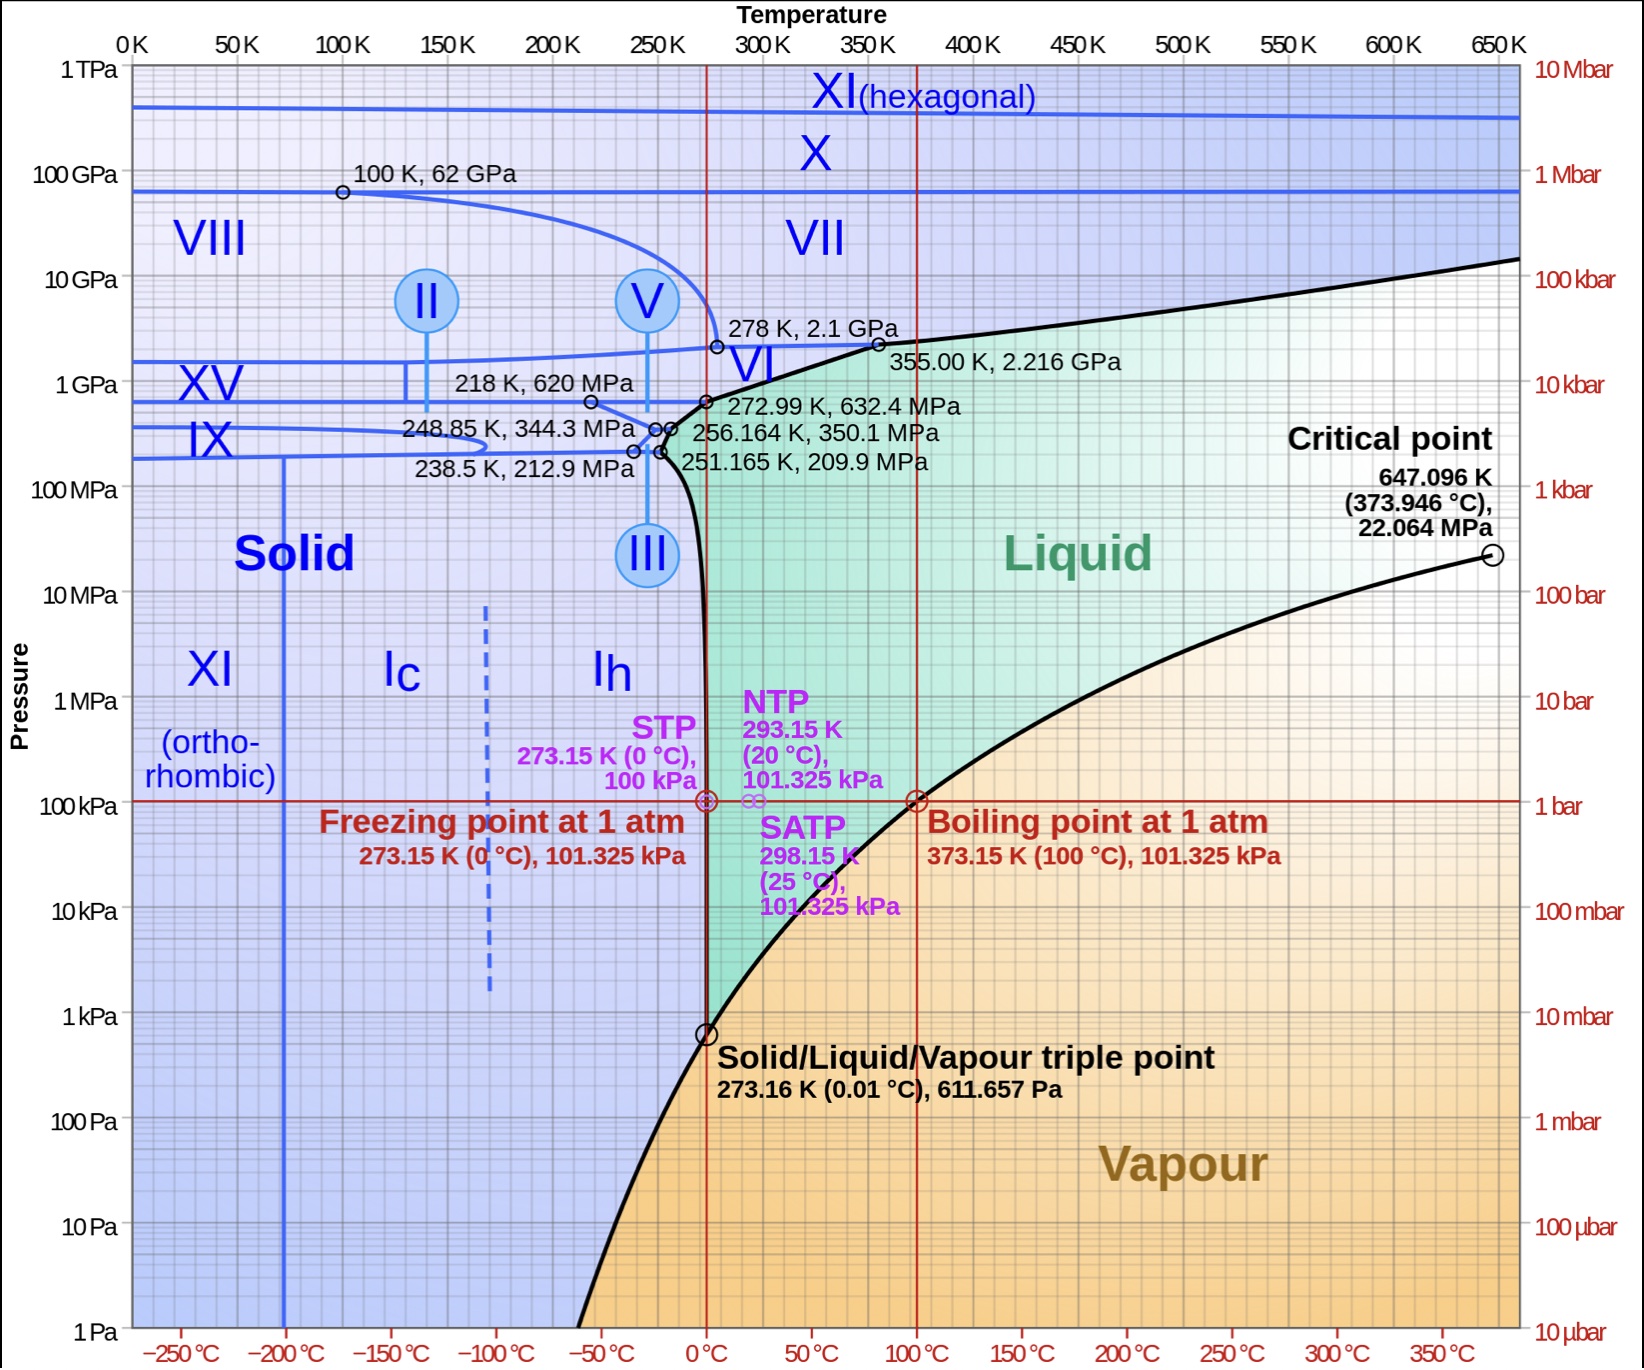 Temperature
0 K 50 K 100 K 150 K 200 K 250 K 300 K 350 K 400 K 450 K 500 K 550 K 600 K 650 K
1 TPa
10 Mbar
XI (hexagonal)
X
100 GPa
1 Mbar
100 K, 62 GPa
VIII
VII
10 GPa
100 kbar
II
V
278 K, 2.1 GPa
VI
355.00 K, 2.216 GPa
1 GPa
10 kbar
XV
218 K, 620 MPa
272.99 K, 632.4 MPa
IX
248.85 K, 344.3 MPa
256.164 K, 350.1 MPa
238.5 K, 212.9 MPa
251.165 K, 209.9 MPa
Critical point
647.096 K
(373.946 °C),
22.064 MPa
100 MPa
1 kbar
Solid
III
Liquid
10 MPa
100 bar
Pressure
XI
(ortho-
rhombic)
Ic
Ih
1 MPa
10 bar
STP
273.15 K (0 °C),
100 kPa
NTP
293.15 K
(20 °C),
101.325 kPa
100 kPa
1 bar
Freezing point at 1 atm
273.15 K (0 °C), 101.325 kPa
SATP
298.15 K
(25 °C),
101.325 kPa
Boiling point at 1 atm
373.15 K (100 °C), 101.325 kPa
10 kPa
100 mbar
1 kPa
10 mbar
Solid/Liquid/Vapour triple point
273.16 K (0.01 °C), 611.657 Pa
100 Pa
1 mbar
Vapour
10 Pa
100 µbar
1 Pa
10 µbar
−250 °C −200 °C −150 °C −100 °C −50 °C 0 °C 50 °C 100 °C 150 °C 200 °C 250 °C 300 °C 350 °C